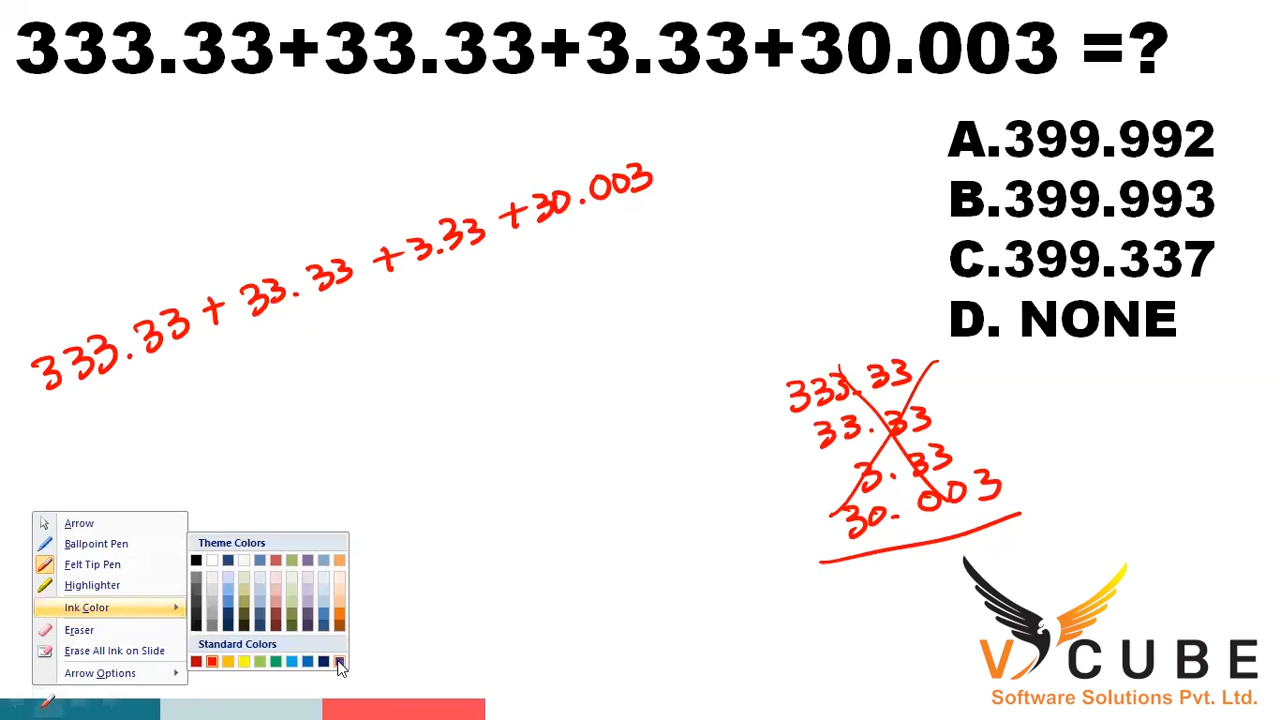 333.33+33.33+3.33+30.003 =?
A.399.992
B.399.993
C.399.337
D. NONE
333.33 + 33.33 + 3.33 + 30.003
333.33
33.33
3.33
30.003
Arrow
Ballpoint Pen
Felt Tip Pen
Highlighter
Ink Color
Eraser
Erase All Ink on Slide
Arrow Options
Theme Colors
Standard Colors
V CUBE
Software Solutions Pvt. Ltd.